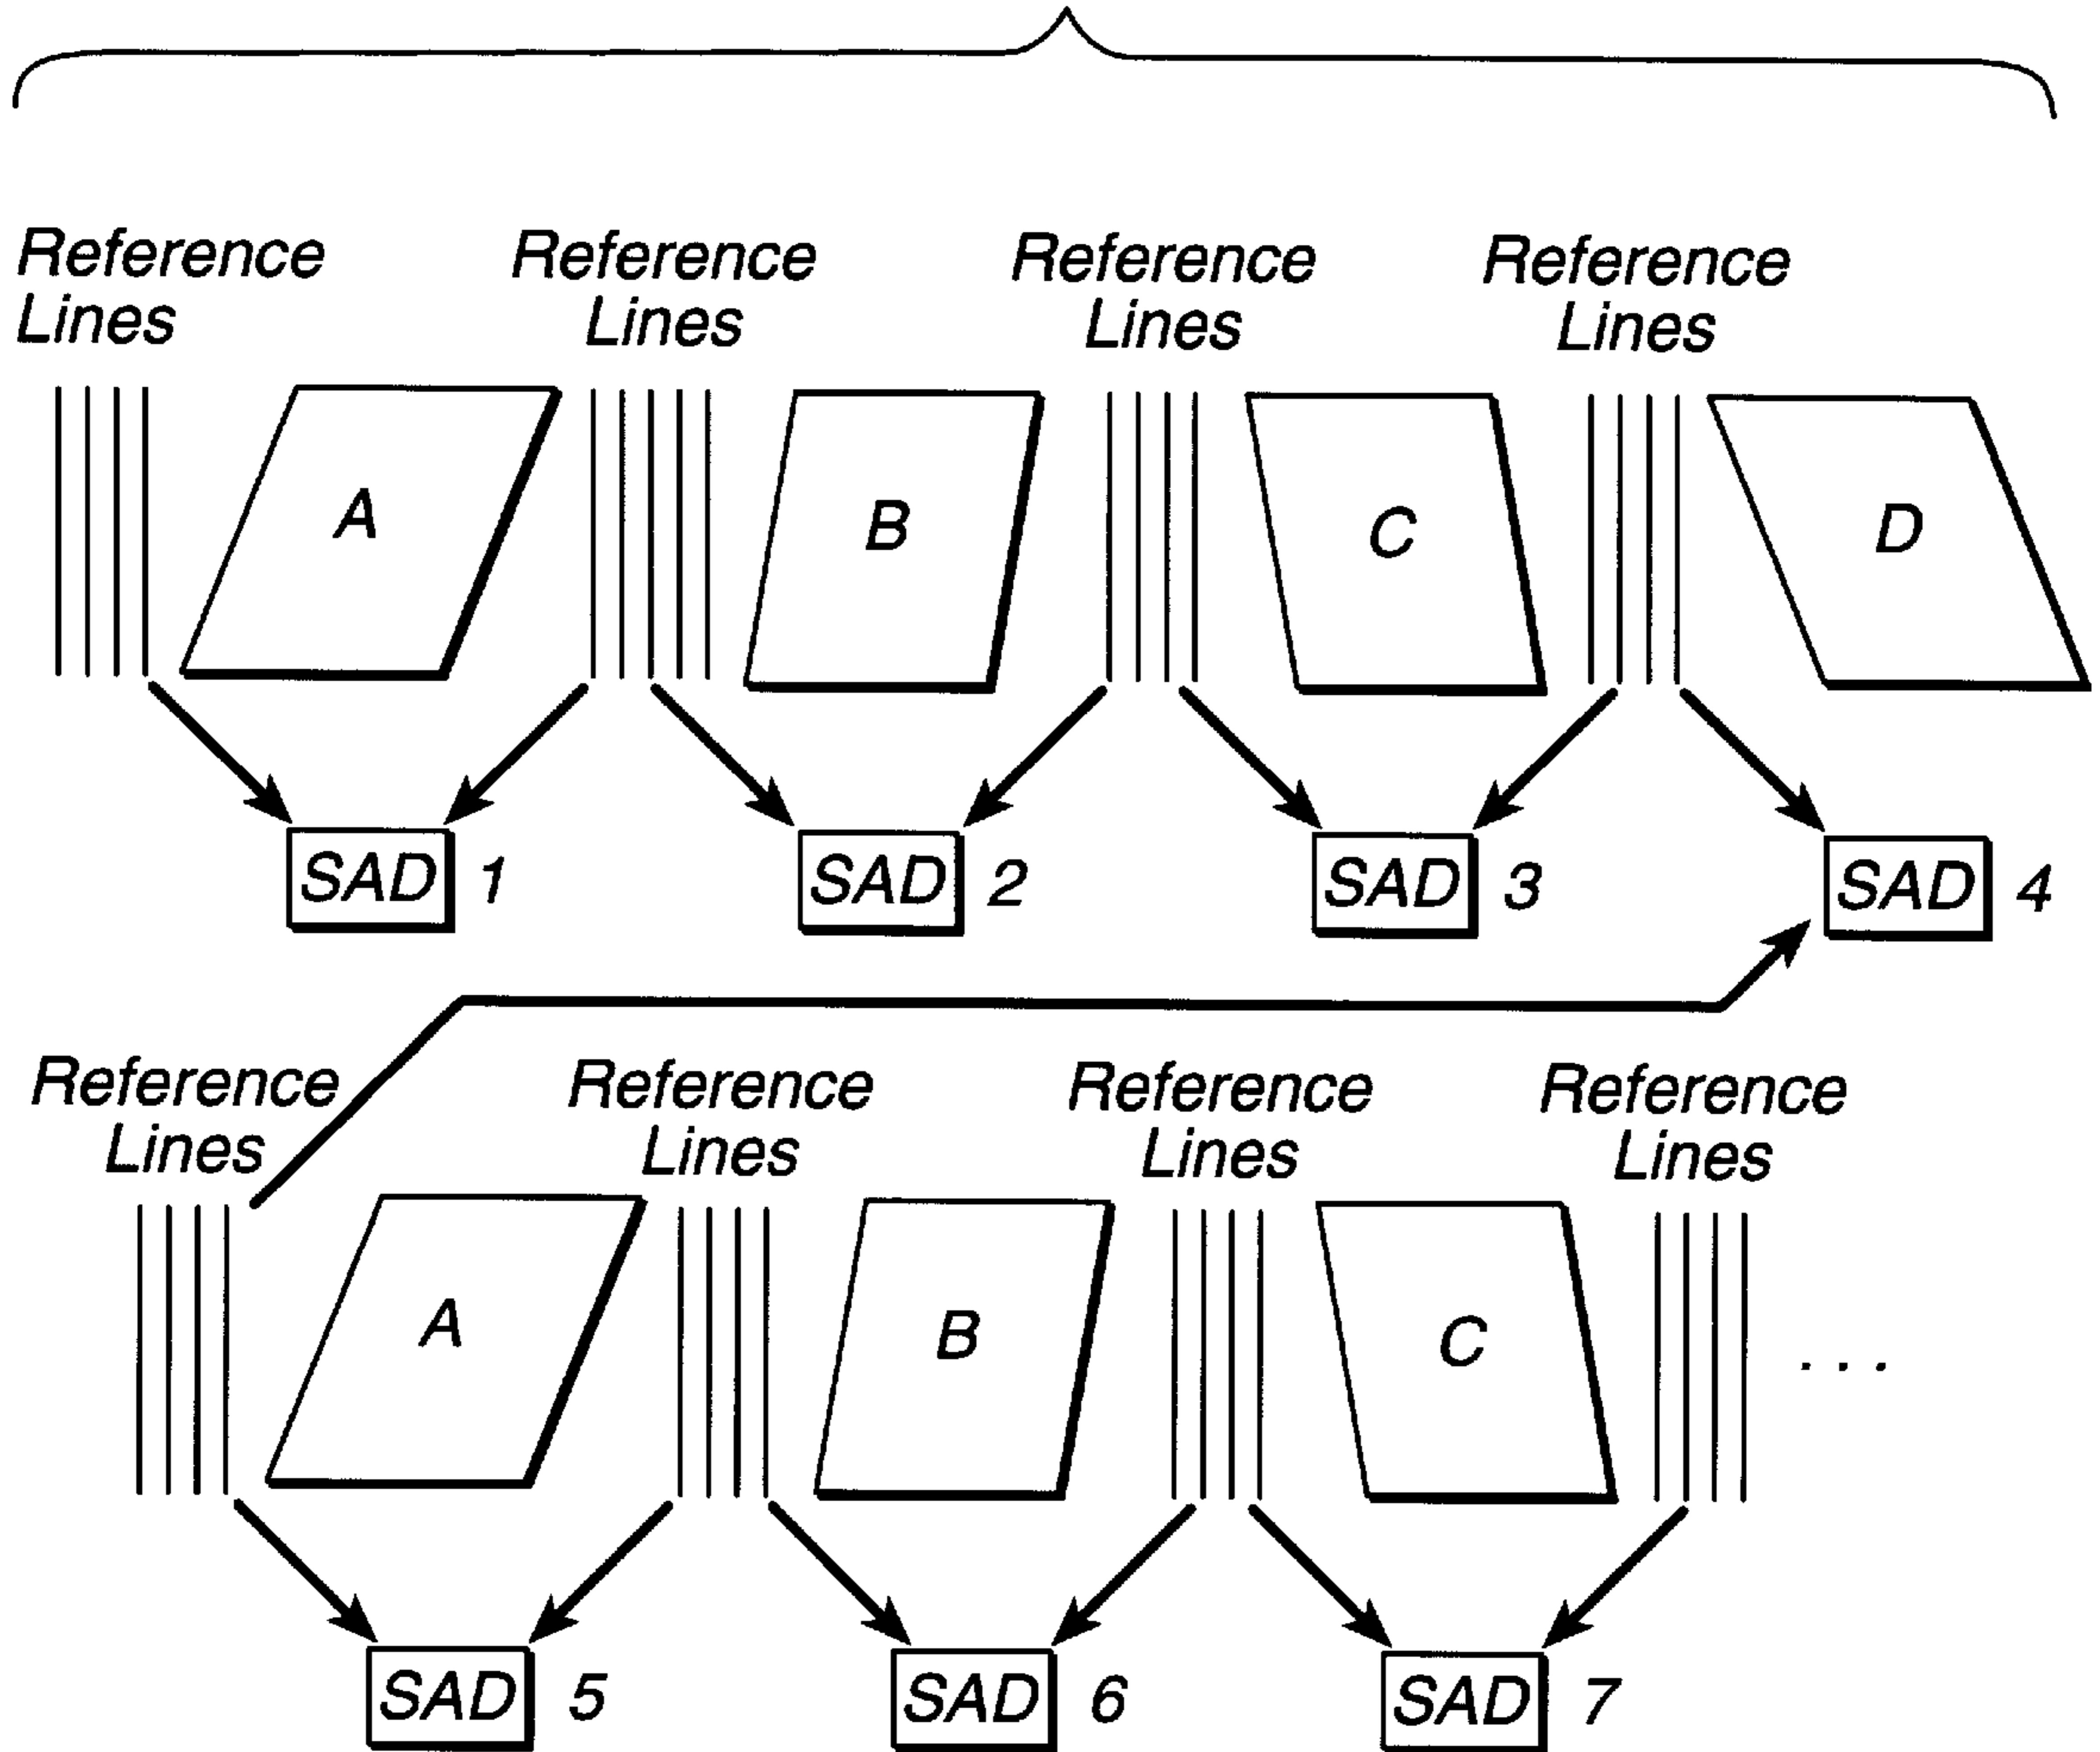 Reference Lines
Reference Lines
Reference Lines
Reference Lines
A
B
C
D
SAD 1
SAD 2
SAD 3
SAD 4
Reference Lines
Reference Lines
Reference Lines
Reference Lines
A
B
C
. . .
SAD 5
SAD 6
SAD 7